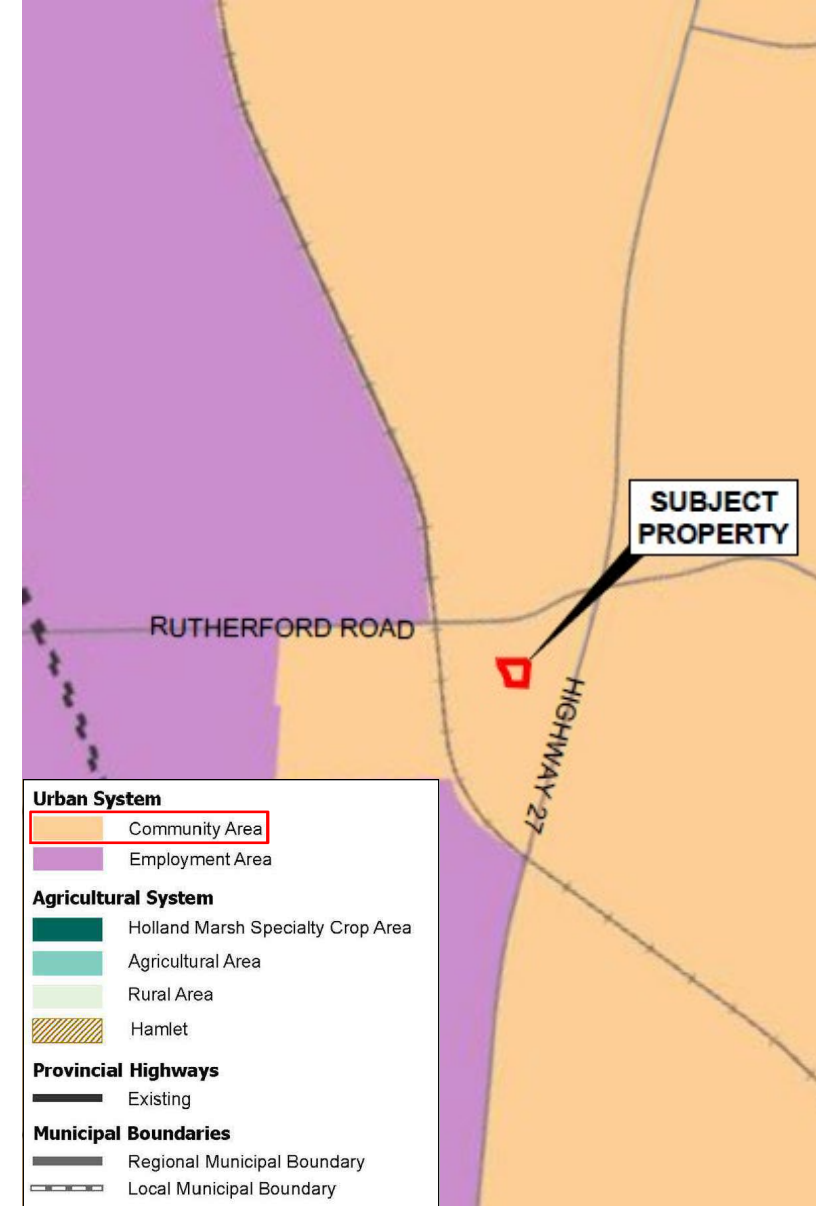 SUBJECT
PROPERTY
RUTHERFORD ROAD
HIGHWAY 27
Urban System
Community Area
Employment Area
Agricultural System
Holland Marsh Specialty Crop Area
Agricultural Area
Rural Area
Hamlet
Provincial Highways
Existing
Municipal Boundaries
Regional Municipal Boundary
Local Municipal Boundary